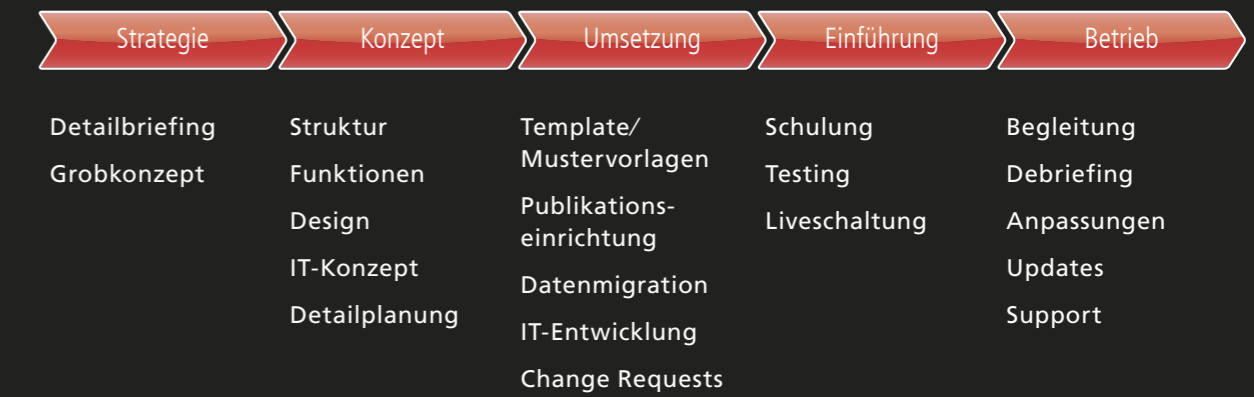 Strategie
Konzept
Umsetzung
Einführung
Betrieb
Detailbriefing
Grobkonzept
Struktur
Funktionen
Design
IT-Konzept
Detailplanung
Template/
Mustervorlagen
Publikations-
einrichtung
Datenmigration
IT-Entwicklung
Change Requests
Schulung
Testing
Liveschaltung
Begleitung
Debriefing
Anpassungen
Updates
Support